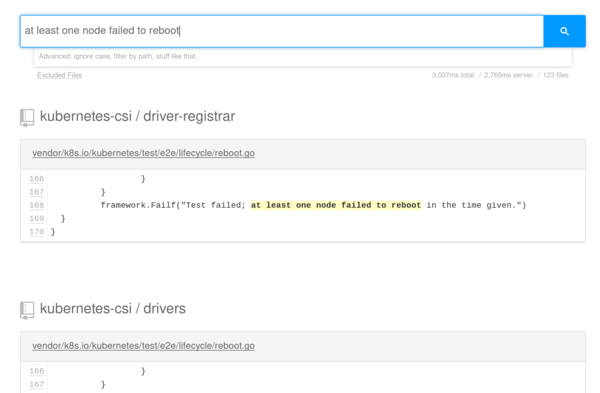 at least one node failed to reboot
Advanced: ignore case, filter by path, stuff like that.
Excluded Files 3,007ms total / 2,765ms server / 123 files
kubernetes-csi / driver-registrar
vendor/k8s.io/kubernetes/test/e2e/lifecycle/reboot.go
166 }
167 }
168 framework.Failf("Test failed; at least one node failed to reboot in the time given.")
169 }
170 }
kubernetes-csi / drivers
vendor/k8s.io/kubernetes/test/e2e/lifecycle/reboot.go
166 }
167 }